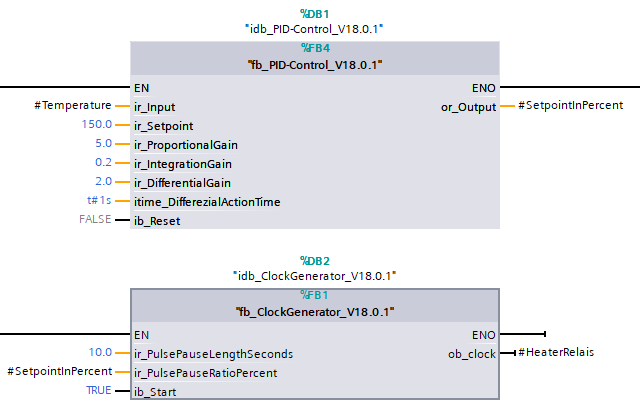 %DB1
"idb_PID-Control_V18.0.1"
%FB4
"fb_PID-Control_V18.0.1"
EN ENO
#Temperature ir_Input or_Output #SetpointInPercent
150.0 ir_Setpoint
5.0 ir_ProportionalGain
0.2 ir_IntegrationGain
2.0 ir_DifferentialGain
t#1s itime_DifferezialActionTime
FALSE ib_Reset
%DB2
"idb_ClockGenerator_V18.0.1"
%FB1
"fb_ClockGenerator_V18.0.1"
EN ENO
10.0 ir_PulsePauseLengthSeconds ob_clock #HeaterRelais
#SetpointInPercent ir_PulsePauseRatioPercent
TRUE ib_Start